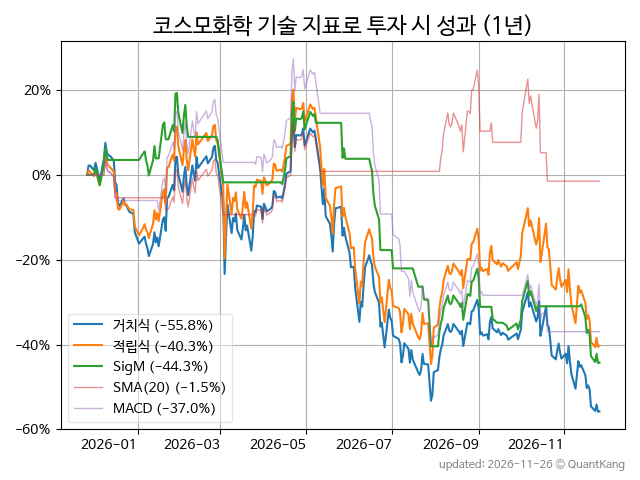 코스모화학 기술 지표로 투자 시 성과 (1년)
20%
0%
−20%
−40%
−60%
거치식 (−55.8%)
적립식 (−40.3%)
SigM (−44.3%)
SMA(20) (−1.5%)
MACD (−37.0%)
2026−01 2026−03 2026−05 2026−07 2026−09 2026−11
updated: 2026−11−26 © QuantKang